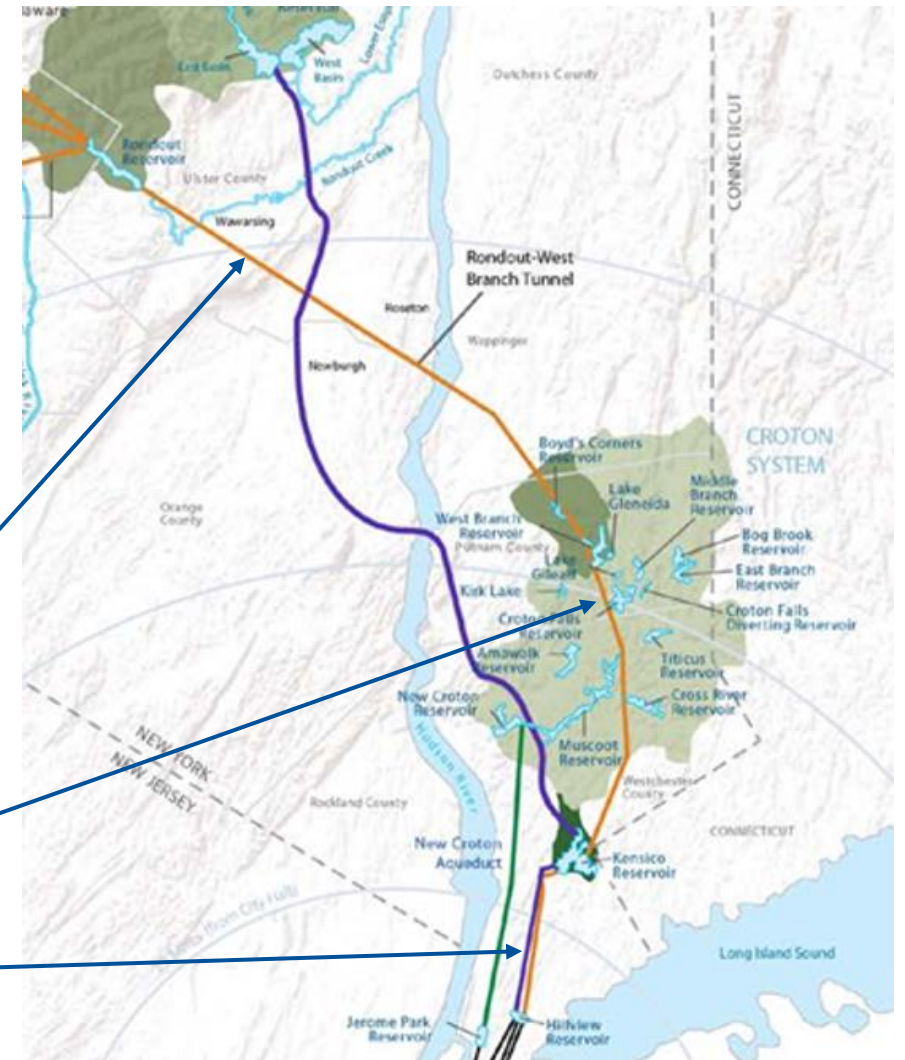 Reservoir
East Basin
West
Basin
Dutchess County
CONNECTICUT
Rondout
Reservoir
Ulster County
Rondout Creek
Wawarsing
Rondout-West
Branch Tunnel
Roseton
Wappinger
Newburgh
Boyd's Corners
Reservoir
CROTON
SYSTEM
Lake
Gleneida
Middle
Branch
Reservoir
Orange
County
West Branch
Reservoir
Putnam County
Bog Brook
Reservoir
East Branch
Reservoir
Lake
Gilead
Kirk Lake
Croton Falls
Reservoir
Croton Falls
Diverting Reservoir
Amawalk
Reservoir
Titicus
Reservoir
New Croton
Reservoir
Cross River
Reservoir
Muscoot
Reservoir
Hudson River
NEW YORK
NEW JERSEY
Westchester
County
Rockland County
CONNECTICUT
New Croton
Aqueduct
Kensico
Reservoir
Long Island Sound
Jerome Park
Reservoir
Hillview
Reservoir